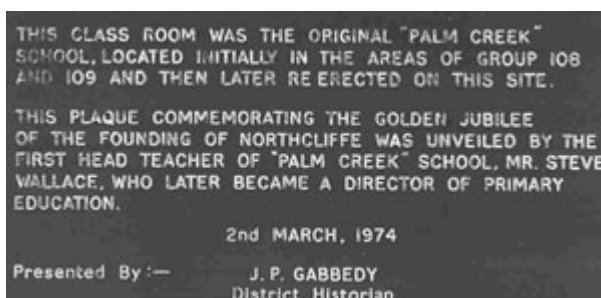 THIS CLASS ROOM WAS THE ORIGINAL "PALM CREEK"
SCHOOL, LOCATED INITIALLY IN THE AREAS OF GROUP 108
AND 109 AND THEN LATER RE ERECTED ON THIS SITE.
THIS PLAQUE COMMEMORATING THE GOLDEN JUBILEE
OF THE FOUNDING OF NORTHCLIFFE WAS UNVEILED BY THE
FIRST HEAD TEACHER OF "PALM CREEK" SCHOOL, MR. STEVE
WALLACE, WHO LATER BECAME A DIRECTOR OF PRIMARY
EDUCATION.
2nd MARCH, 1974
Presented By :— J. P. GABBEDY
District Historian